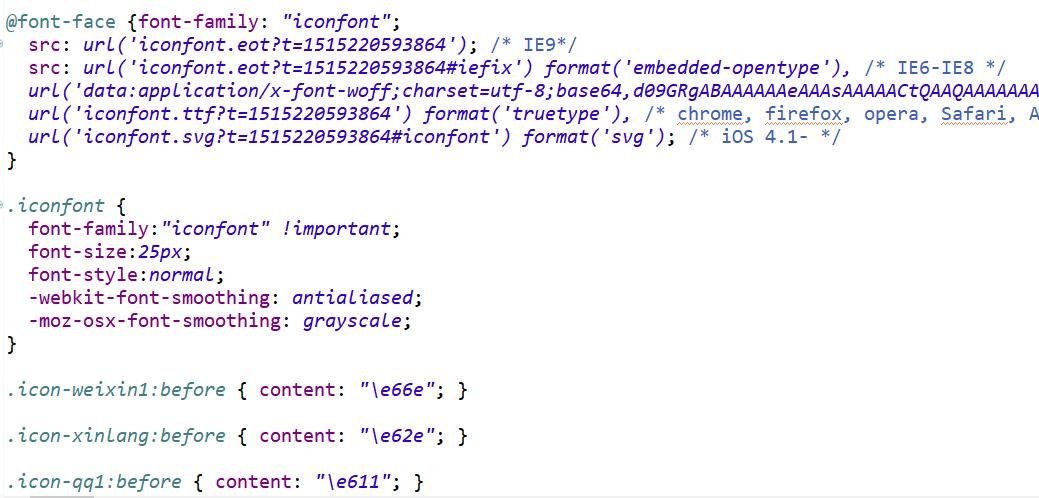 @font-face {font-family: "iconfont";
src: url('iconfont.eot?t=1515220593864'); /* IE9*/
src: url('iconfont.eot?t=1515220593864#iefix') format('embedded-opentype'), /* IE6-IE8 */
url('data:application/x-font-woff;charset=utf-8;base64,d09GRgABAAAAAAeAAAsAAAAACtQAAQAAAAAAA
url('iconfont.ttf?t=1515220593864') format('truetype'), /* chrome, firefox, opera, Safari, A
url('iconfont.svg?t=1515220593864#iconfont') format('svg'); /* iOS 4.1- */
}
.iconfont {
font-family:"iconfont" !important;
font-size:25px;
font-style:normal;
-webkit-font-smoothing: antialiased;
-moz-osx-font-smoothing: grayscale;
}
.icon-weixin1:before { content: "\e66e"; }
.icon-xinlang:before { content: "\e62e"; }
.icon-qq1:before { content: "\e611"; }